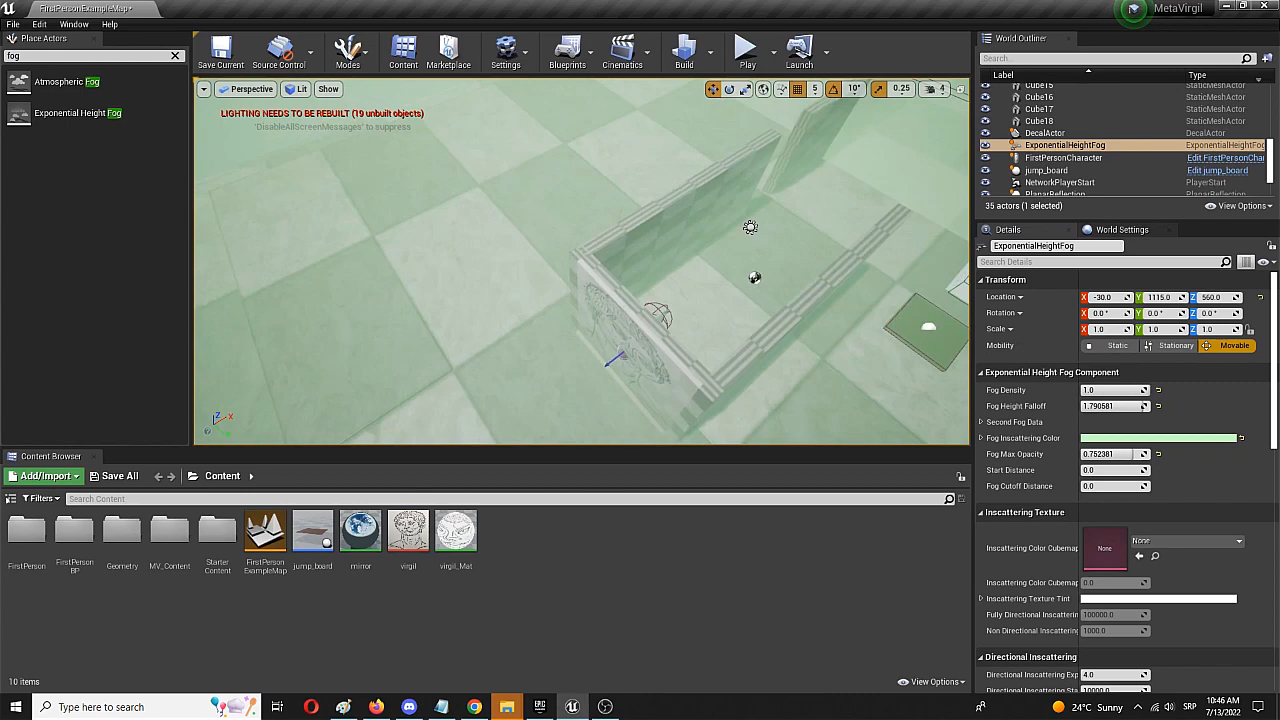 FirstPersonExampleMap*
MetaVirgil
File Edit Window Help
Place Actors
fog
Atmospheric Fog
Exponential Height Fog
Save Current
Source Control
Modes
Content
Marketplace
Settings
Blueprints
Cinematics
Build
Play
Launch
Perspective
Lit
Show
5
10°
0.25
4
LIGHTING NEEDS TO BE REBUILT (19 unbuilt objects)
'DisableAllScreenMessages' to suppress
Z
X
World Outliner
Search...
Label Type
Cube15 StaticMeshActor
Cube16 StaticMeshActor
Cube17 StaticMeshActor
Cube18 StaticMeshActor
DecalActor DecalActor
ExponentialHeightFog ExponentialHeightFog
FirstPersonCharacter Edit FirstPersonChar
jump_board Edit jump_board
NetworkPlayerStart PlayerStart
PlanarReflection PlanarReflection
35 actors (1 selected)
View Options
Details
World Settings
ExponentialHeightFog
Search Details
Transform
Location X -30.0 Y 1115.0 Z 560.0
Rotation X 0.0° Y 0.0° Z 0.0°
Scale X 1.0 Y 1.0 Z 1.0
Mobility Static Stationary Movable
Exponential Height Fog Component
Fog Density 1.0
Fog Height Falloff 1.790581
Second Fog Data
Fog Inscattering Color
Fog Max Opacity 0.752381
Start Distance 0.0
Fog Cutoff Distance 0.0
Inscattering Texture
Inscattering Color Cubemap None None
Inscattering Color Cubemap 0.0
Inscattering Texture Tint
Fully Directional Inscatterin 100000.0
Non Directional Inscattering 1000.0
Directional Inscattering
Directional Inscattering Exp 4.0
Directional Inscattering Sta 10000.0
Content Browser
Add/Import
Save All
Content
Filters
Search Content
FirstPerson
FirstPerson
BP
Geometry
MV_Content
Starter
Content
FirstPerson
ExampleMap
jump_board
mirror
virgil
virgil_Mat
10 items
View Options
Type here to search
24°C Sunny
SRP
10:46 AM
7/13/2022